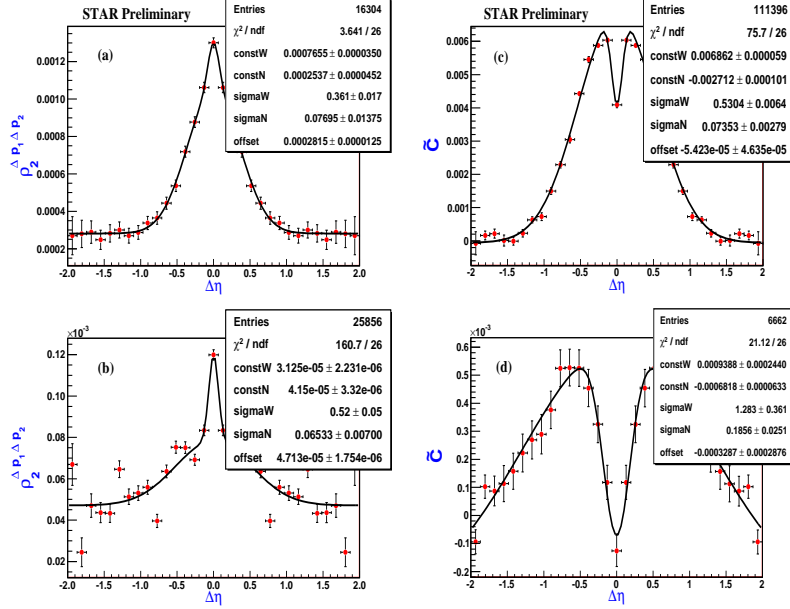 STAR Preliminary
(a)
Entries 16304
χ² / ndf 3.641 / 26
constW 0.0007655 ± 0.0000350
constN 0.0002537 ± 0.0000452
sigmaW 0.361 ± 0.017
sigmaN 0.07695 ± 0.01375
offset 0.0002815 ± 0.0000125
0.0012
0.001
0.0008
0.0006
0.0004
0.0002
ρ₂^Δp₁Δp₂
-2.0 -1.5 -1.0 -0.5 0.0 0.5 1.0 1.5 2.0
Δη
STAR Preliminary
(c)
Entries 111396
χ² / ndf 75.7 / 26
constW 0.006862 ± 0.000059
constN -0.002712 ± 0.000101
sigmaW 0.5304 ± 0.0064
sigmaN 0.07353 ± 0.00279
offset -5.423e-05 ± 4.635e-05
0.006
0.005
0.004
0.003
0.002
0.001
0
C̃
-2 -1.5 -1 -0.5 0 0.5 1 1.5 2
Δη
×10⁻³
(b)
Entries 25856
χ² / ndf 160.7 / 26
constW 3.125e-05 ± 2.231e-06
constN 4.15e-05 ± 3.32e-06
sigmaW 0.52 ± 0.05
sigmaN 0.06533 ± 0.00700
offset 4.713e-05 ± 1.754e-06
0.12
0.10
0.08
0.06
0.04
0.02
ρ₂^Δp₁Δp₂
-2.0 -1.5 -1.0 -0.5 0.0 0.5 1.0 1.5 2.0
Δη
×10⁻³
(d)
Entries 6662
χ² / ndf 21.12 / 26
constW 0.0009388 ± 0.0002440
constN -0.0006818 ± 0.0000633
sigmaW 1.283 ± 0.361
sigmaN 0.1856 ± 0.0251
offset -0.0003287 ± 0.0002876
0.6
0.5
0.4
0.3
0.2
0.1
0
-0.1
-0.2
C̃
-2 -1.5 -1 -0.5 0 0.5 1 1.5 2
Δη